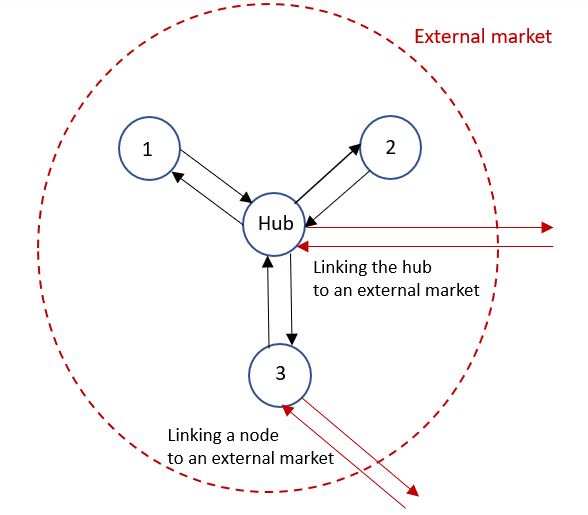 External market
1
2
Hub
Linking the hub
to an external market
3
Linking a node
to an external market